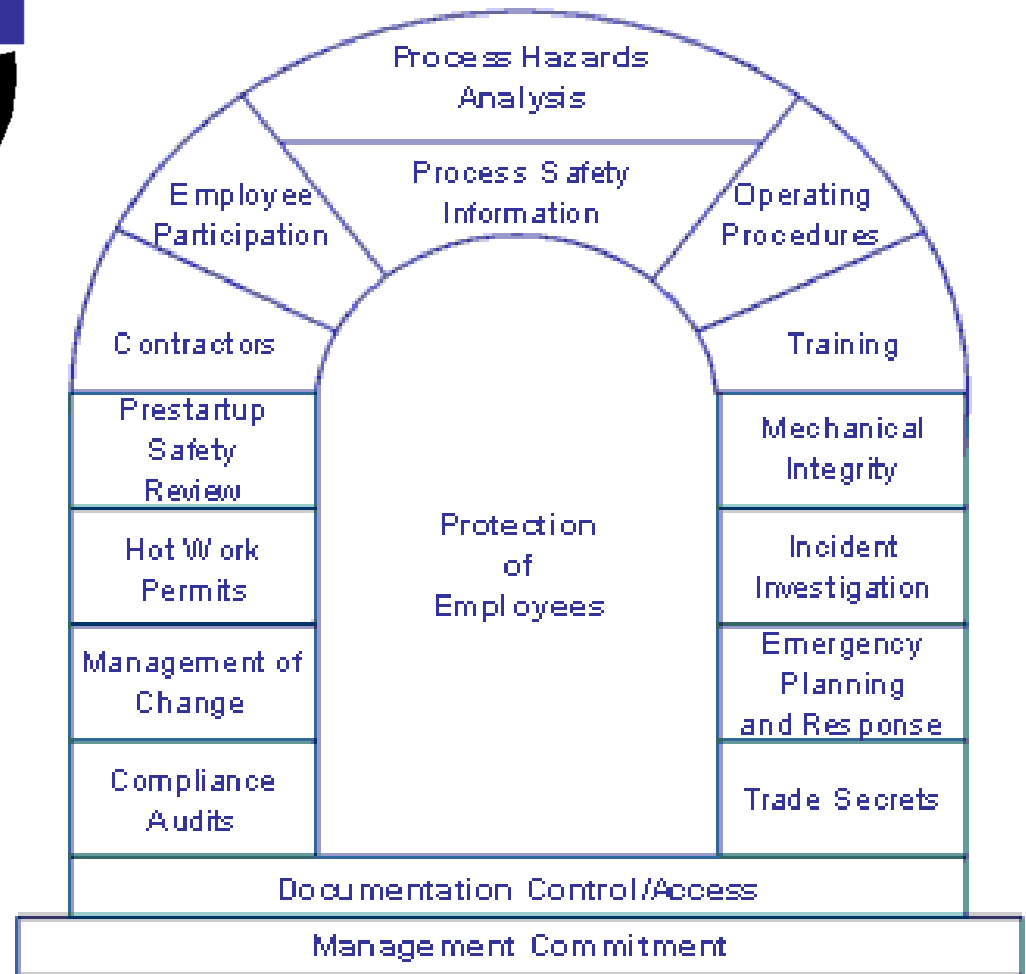 Process Hazards
Analysis
Process Safety
Information
Employee
Participation
Operating
Procedures
Contractors
Training
Prestartup
Safety
Review
Mechanical
Integrity
Hot Work
Permits
Incident
Investigation
Protection
of
Employees
Management of
Change
Emergency
Planning
and Response
Compliance
Audits
Trade Secrets
Documentation Control/Access
Management Commitment